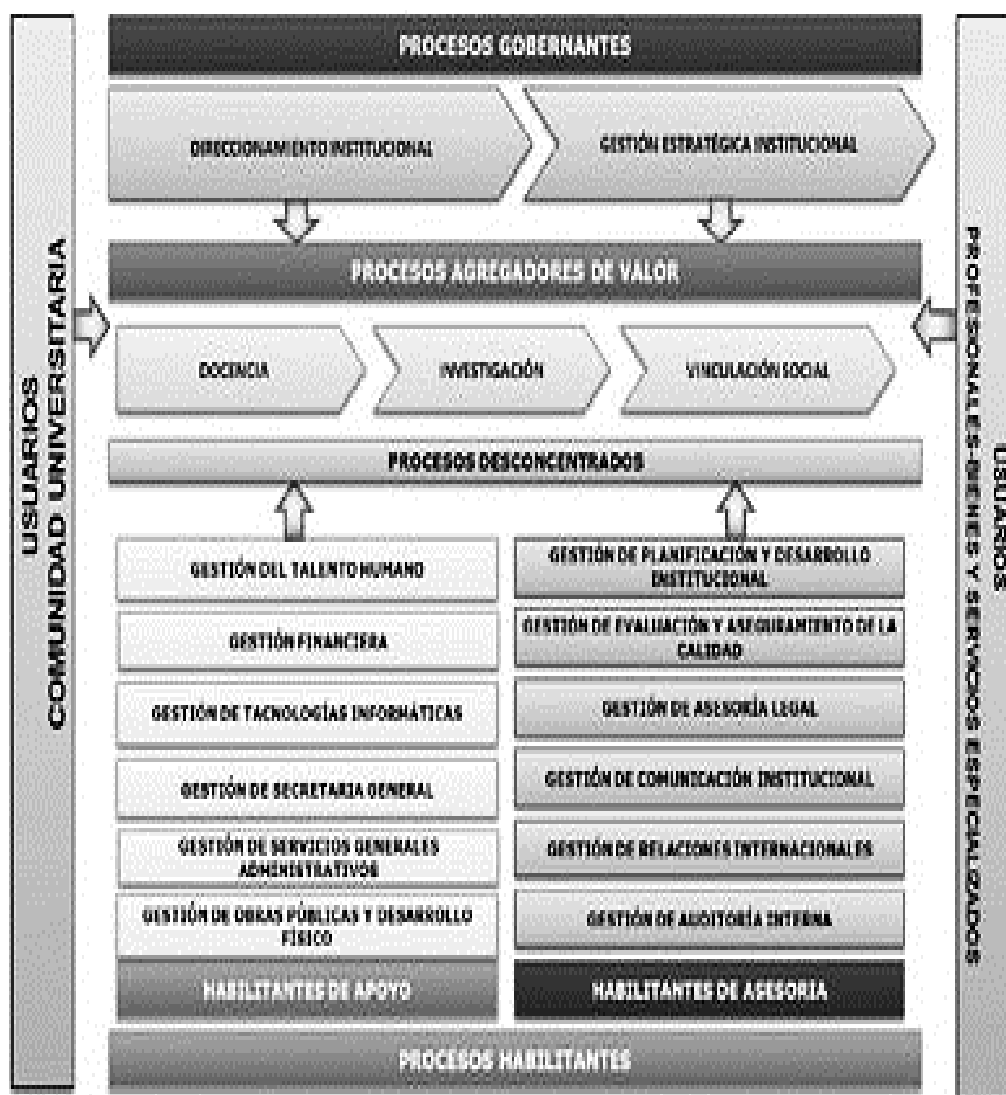 PROCESOS GOBERNANTES
DIRECCIONAMIENTO INSTITUCIONAL
GESTIÓN ESTRATÉGICA INSTITUCIONAL
PROCESOS AGREGADORES DE VALOR
DOCENCIA
INVESTIGACIÓN
VINCULACIÓN SOCIAL
PROCESOS DESCONCENTRADOS
GESTIÓN DEL TALENTO HUMANO
GESTIÓN FINANCIERA
GESTIÓN DE TACNOLOGÍAS INFORMÁTICAS
GESTIÓN DE SECRETARIA GENERAL
GESTIÓN DE SERVICIOS GENERALES
ADMINISTRATIVOS
GESTIÓN DE OBRAS PÚBLICAS Y DESARROLLO
FÍSICO
HABILITANTES DE APOYO
GESTIÓN DE PLANIFICACIÓN Y DESARROLLO
INSTITUCIONAL
GESTIÓN DE EVALUACIÓN Y ASEGURAMIENTO DE LA
CALIDAD
GESTIÓN DE ASESORÍA LEGAL
GESTIÓN DE COMUNICACIÓN INSTITUCIONAL
GESTIÓN DE RELACIONES INTERNACIONALES
GESTIÓN DE AUDITORÍA INTERNA
HABILITANTES DE ASESORÍA
PROCESOS HABILITANTES
USUARIOS
COMUNIDAD UNIVERSITARIA
USUARIOS
PROFESIONALES-BIENES Y SERVICIOS ESPECIALIZADOS